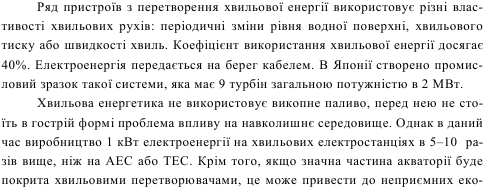 Ряд пристроїв з перетворення хвильової енергії використовує різні влас-
тивості хвильових рухів: періодичні зміни рівня водної поверхні, хвильового
тиску або швидкості хвиль. Коефіцієнт використання хвильової енергії досягає
40%. Електроенергія передається на берег кабелем. В Японії створено промис-
ловий зразок такої системи, яка має 9 турбін загальною потужністю в 2 МВт.
Хвильова енергетика не використовує викопне паливо, перед нею не сто-
їть в гострій формі проблема впливу на навколишнє середовище. Однак в даний
час виробництво 1 кВт електроенергії на хвильових електростанціях в 5–10 ра-
зів вище, ніж на АЕС або ТЕС. Крім того, якщо значна частина акваторії буде
покрита хвильовими перетворювачами, це може привести до неприємних еко-